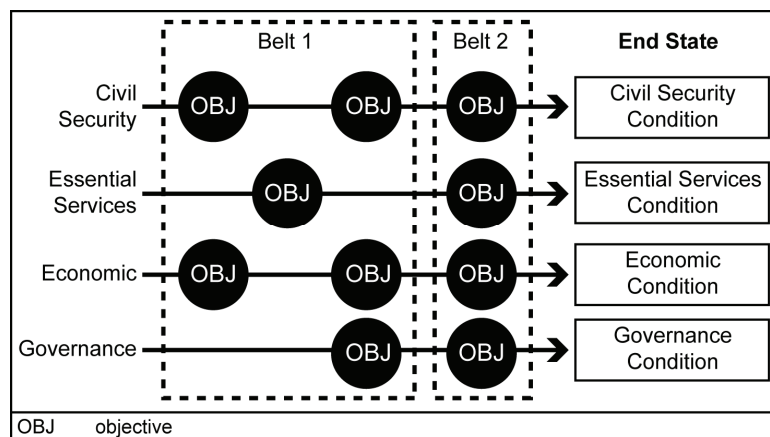 Belt 1
Belt 2
End State
Civil
Security
OBJ
OBJ
OBJ
Civil Security
Condition
Essential
Services
OBJ
OBJ
Essential Services
Condition
Economic
OBJ
OBJ
OBJ
Economic
Condition
Governance
OBJ
OBJ
Governance
Condition
OBJ objective